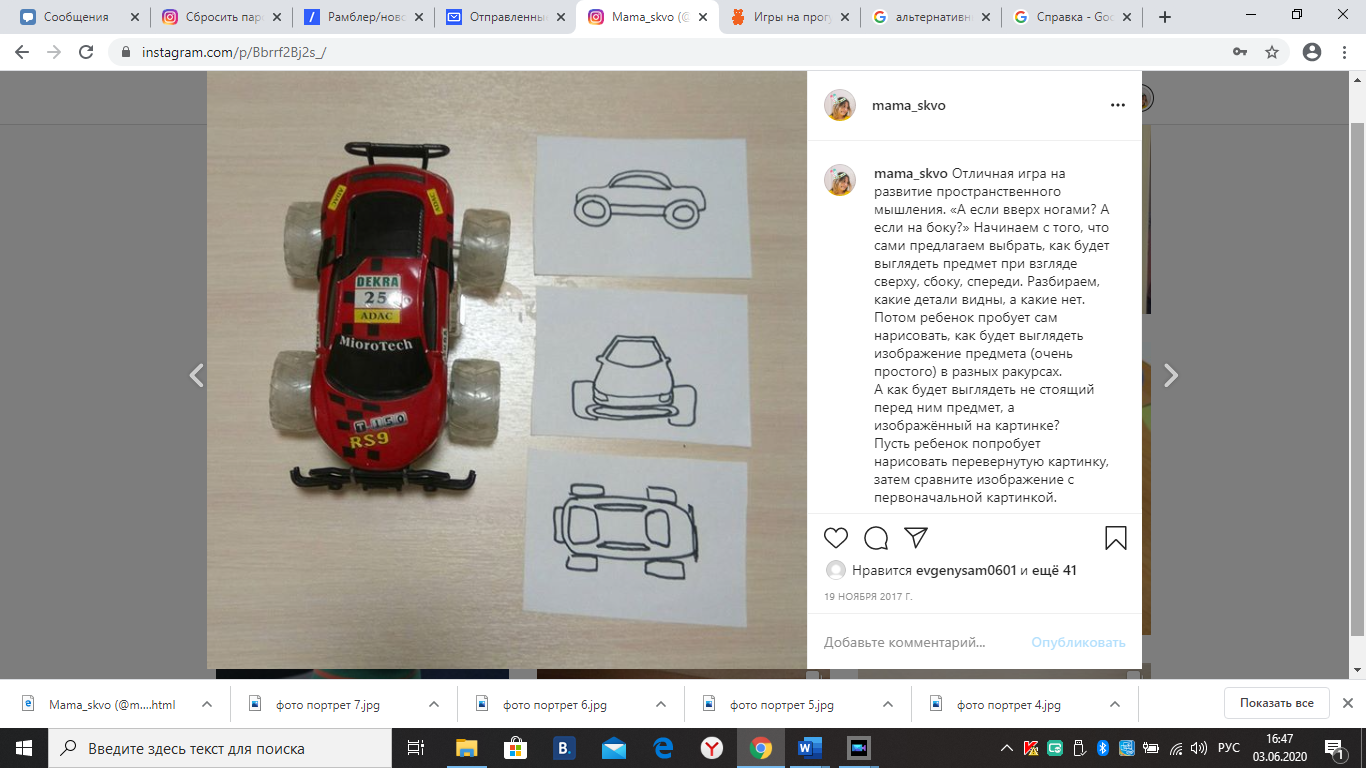 Сообщения
Сбросить пар
Рамблер/нов
Отправленны
Mama_skvo (@
Игры на прог
альтернативн
Справка - Goo
instagram.com/p/Bbrrf2Bj2s_/
ADAC
ADAC
DEKRA
25
ADAC
MioroTech
T 150
RS9
mama_skvo
mama_skvo Отличная игра на
развитие пространственного
мышления. «А если вверх ногами? А
если на боку?» Начинаем с того, что
сами предлагаем выбрать, как будет
выглядеть предмет при взгляде
сверху, сбоку, спереди. Разбираем,
какие детали видны, а какие нет.
Потом ребенок пробует сам
нарисовать, как будет выглядеть
изображение предмета (очень
простого) в разных ракурсах.
А как будет выглядеть не стоящий
перед ним предмет, а
изображённый на картинке?
Пусть ребенок попробует
нарисовать перевернутую картинку,
затем сравните изображение с
первоначальной картинкой.
Нравится evgenysam0601 и ещё 41
19 НОЯБРЯ 2017 Г.
Добавьте комментарий... Опубликовать
Mama_skvo (@m....html
фото портрет 7.jpg
фото портрет 6.jpg
фото портрет 5.jpg
фото портрет 4.jpg
Показать все
Введите здесь текст для поиска
РУС
16:47
03.06.2020